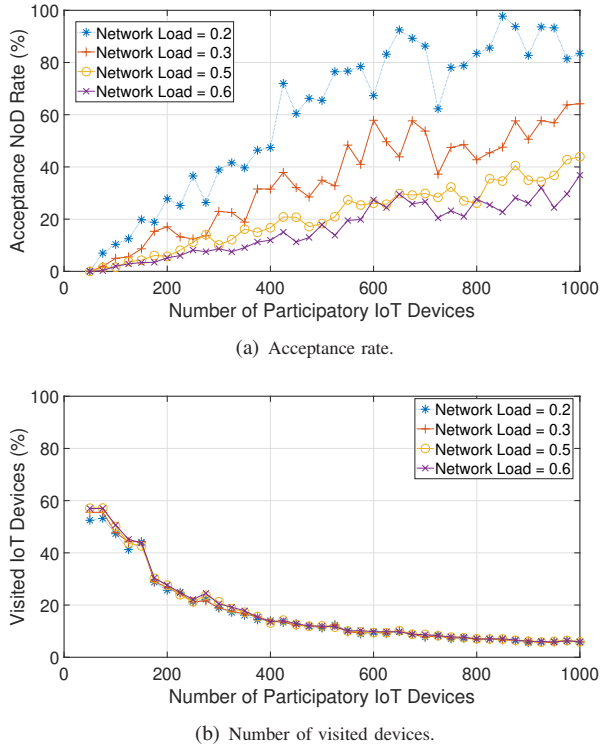 100
80
60
40
20
0
Acceptance NoD Rate (%)
Network Load = 0.2
Network Load = 0.3
Network Load = 0.5
Network Load = 0.6
0 200 400 600 800 1000
Number of Participatory IoT Devices
(a) Acceptance rate.
100
80
60
40
20
0
Visited IoT Devices (%)
Network Load = 0.2
Network Load = 0.3
Network Load = 0.5
Network Load = 0.6
0 200 400 600 800 1000
Number of Participatory IoT Devices
(b) Number of visited devices.